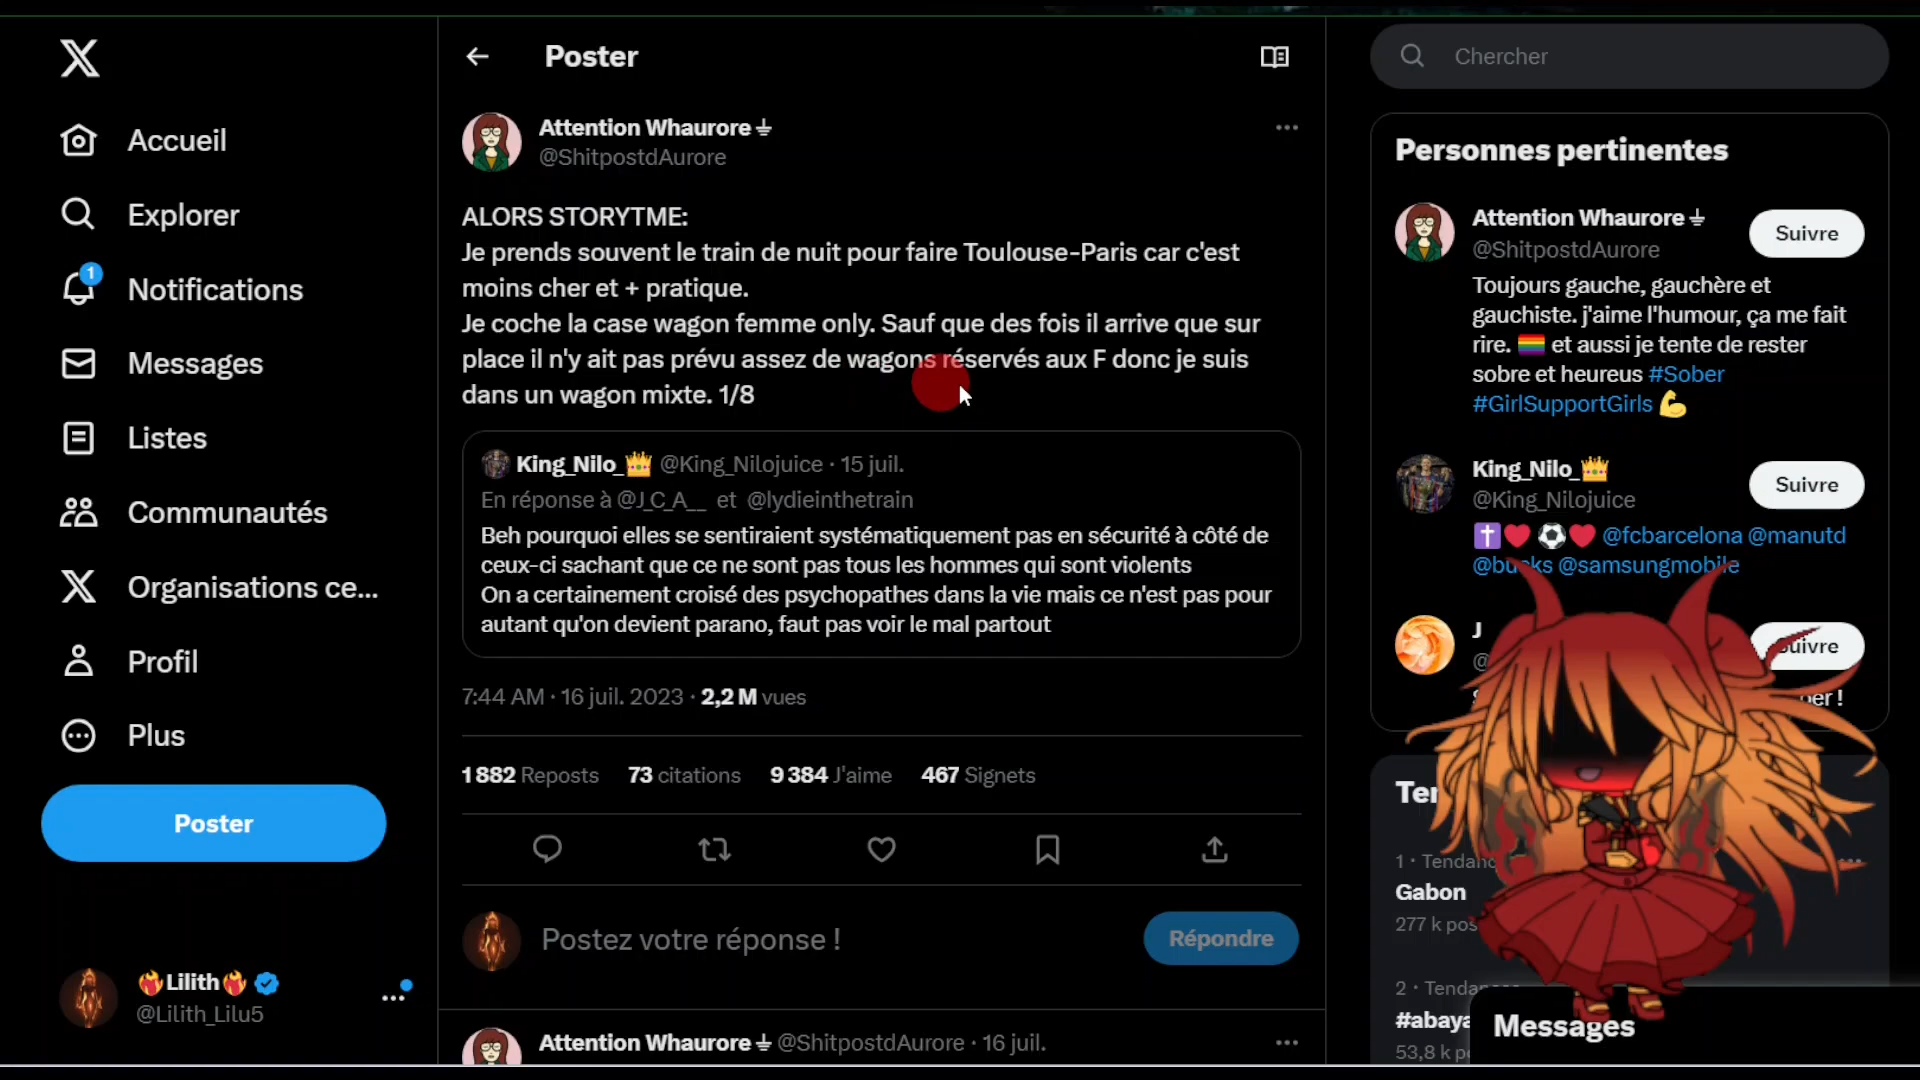 Accueil
Explorer
1
Notifications
Messages
Listes
Communautés
Organisations ce...
Profil
Plus
Poster
Lilith
@Lilith_Lilu5
Poster
Attention Whaurore
@ShitpostdAurore
ALORS STORYTME:
Je prends souvent le train de nuit pour faire Toulouse-Paris car c'est
moins cher et + pratique.
Je coche la case wagon femme only. Sauf que des fois il arrive que sur
place il n'y ait pas prévu assez de wagons réservés aux F donc je suis
dans un wagon mixte. 1/8
King_Nilo_ @King_Nilojuice · 15 juil.
En réponse à @J_C_A__ et @lydieinthetrain
Beh pourquoi elles se sentiraient systématiquement pas en sécurité à côté de
ceux-ci sachant que ce ne sont pas tous les hommes qui sont violents
On a certainement croisé des psychopathes dans la vie mais ce n'est pas pour
autant qu'on devient parano, faut pas voir le mal partout
7:44 AM · 16 juil. 2023 · 2,2 M vues
1 882 Reposts 73 citations 9 384 J'aime 467 Signets
Postez votre réponse !
Répondre
Attention Whaurore @ShitpostdAurore · 16 juil.
Chercher
Personnes pertinentes
Attention Whaurore
@ShitpostdAurore
Suivre
Toujours gauche, gauchère et
gauchiste. j'aime l'humour, ça me fait
rire. et aussi je tente de rester
sobre et heureus #Sober
#GirlSupportGirls
King_Nilo_
@King_Nilojuice
Suivre
@fcbarcelona @manutd
@bucks @samsungmobile
J
Suivre
1 ·
Gabon
277 k
2 ·
#abaya
53,8 k
Messages